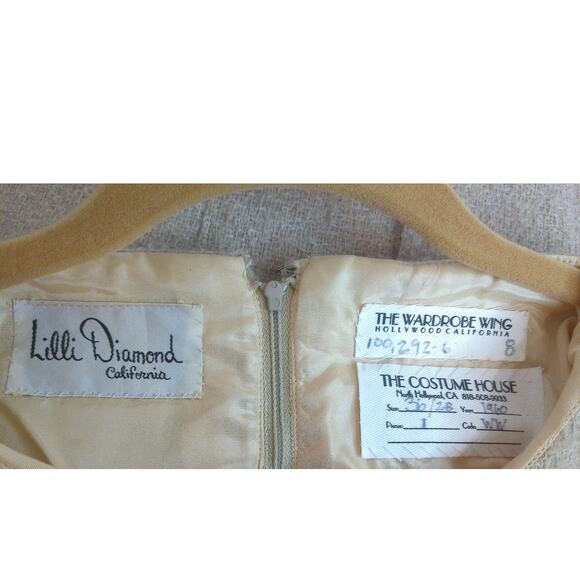 Lilli Diamond
California
THE WARDROBE WING
HOLLYWOOD CALIFORNIA
100,292-6 8
THE COSTUME HOUSE
North Hollywood, CA 818-508-9933
Size: 36/28 Year: 1960
Pieces: 1 Code: WW